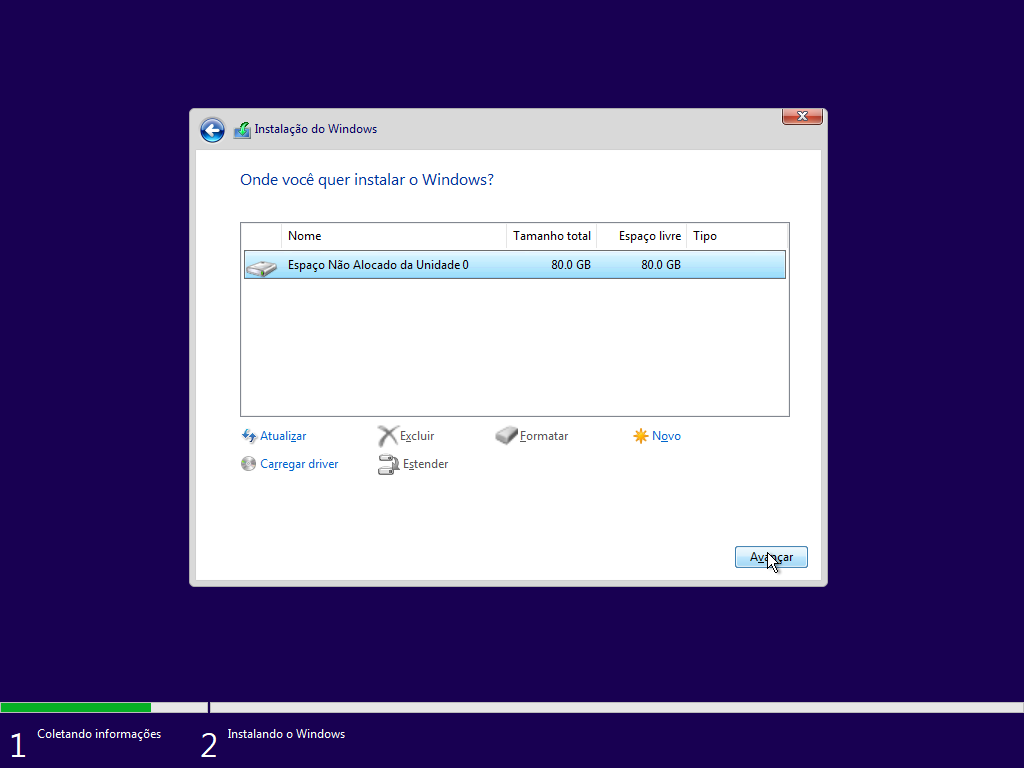 Instalação do Windows
Onde você quer instalar o Windows?
Nome Tamanho total Espaço livre Tipo
Espaço Não Alocado da Unidade 0 80.0 GB 80.0 GB
Atualizar Excluir Formatar Novo
Carregar driver Estender
Avançar
1 Coletando informações 2 Instalando o Windows